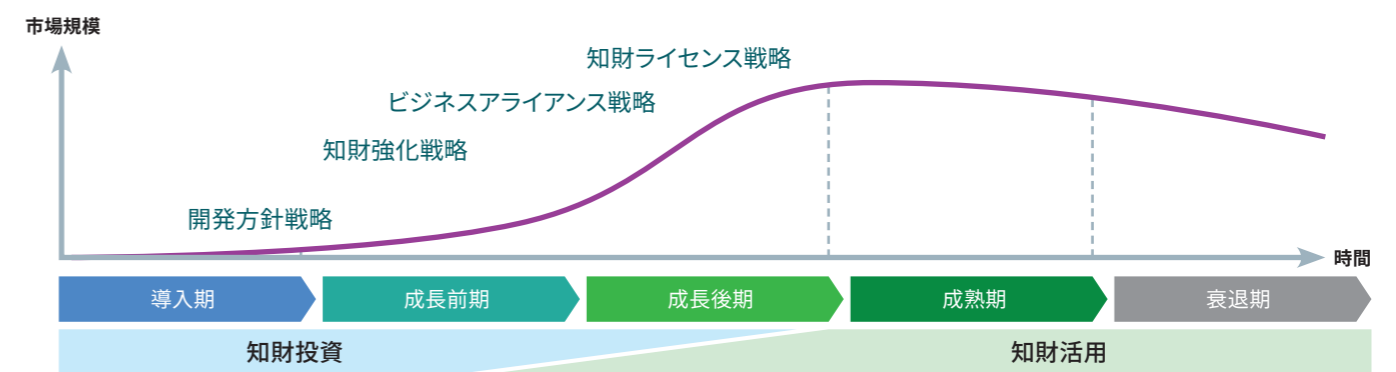 市場規模
知財ライセンス戦略
ビジネスアライアンス戦略
知財強化戦略
開発方針戦略
時間
導入期
成長前期
成長後期
成熟期
衰退期
知財投資
知財活用